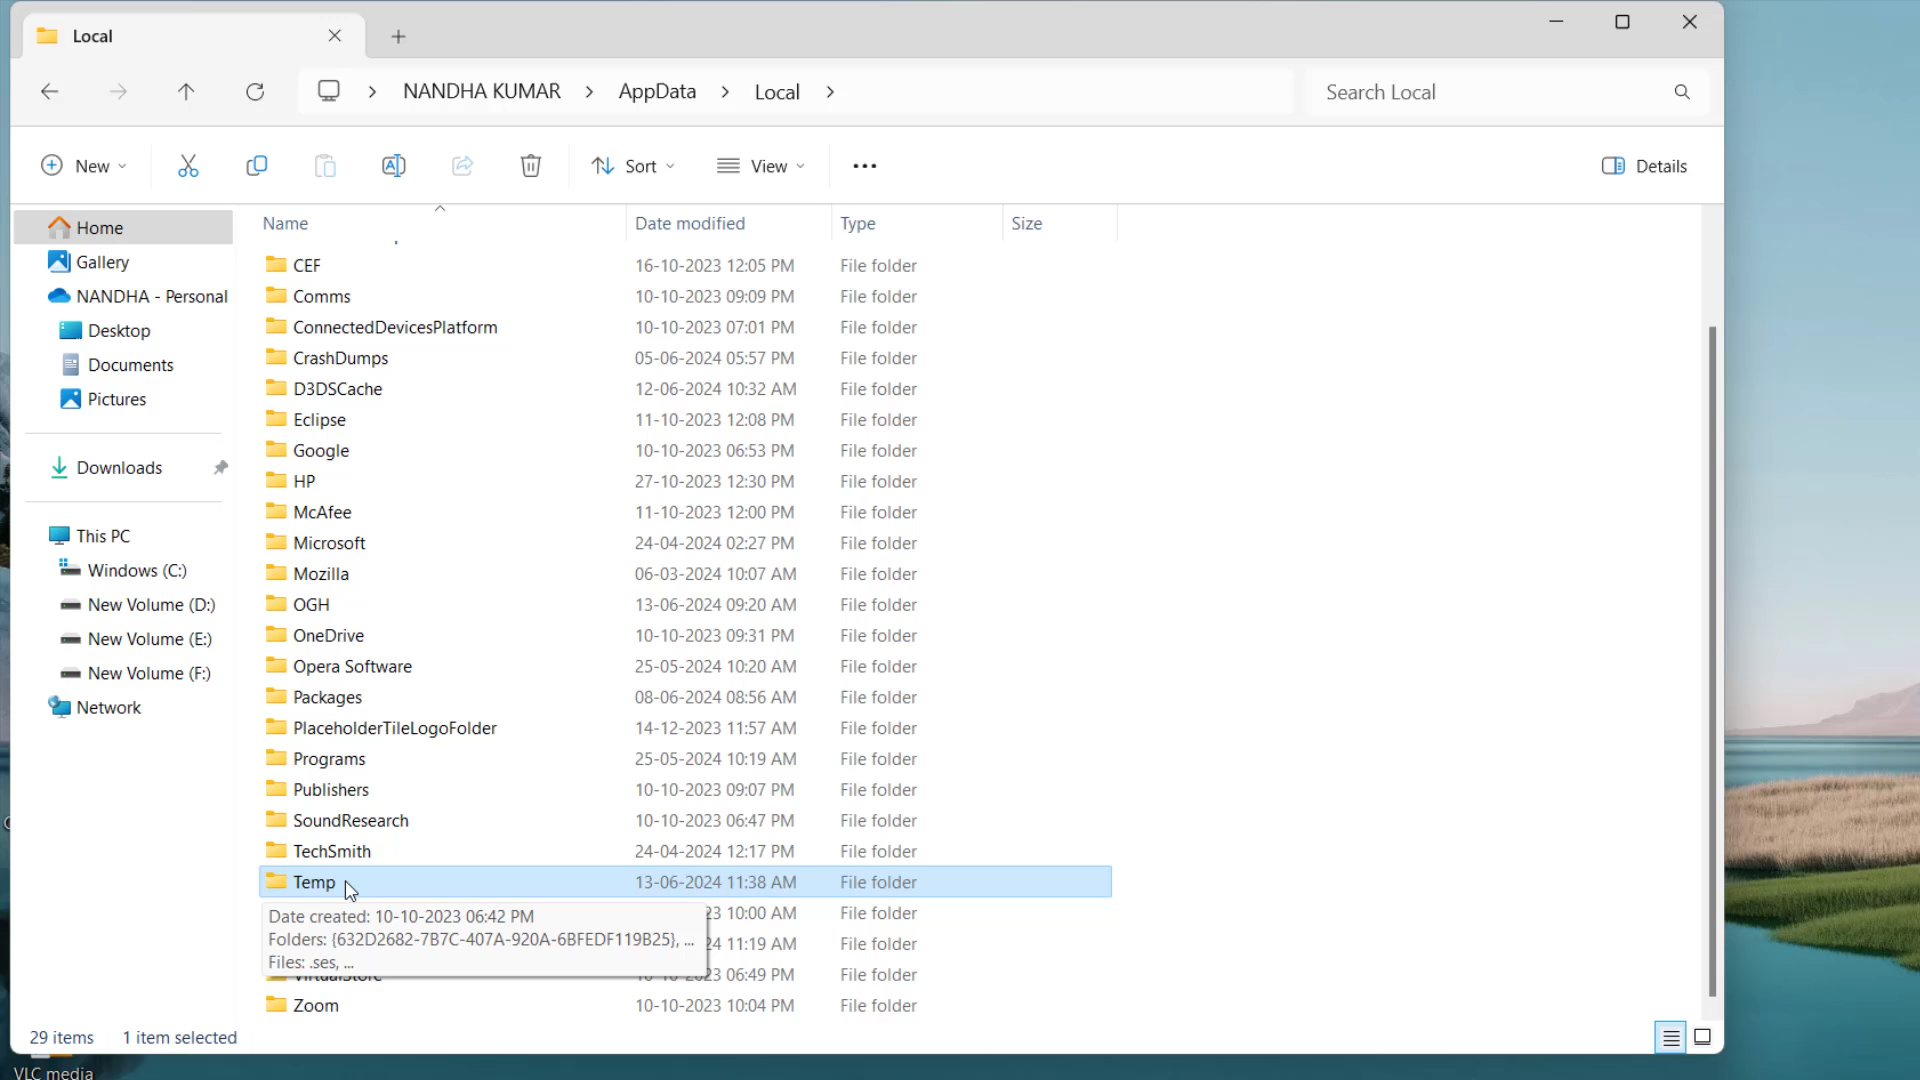 Local
NANDHA KUMAR AppData Local
Search Local
New Sort View ... Details
Name Date modified Type Size
Home
Gallery
NANDHA - Personal
Desktop
Documents
Pictures
Downloads
This PC
Windows (C:)
New Volume (D:)
New Volume (E:)
New Volume (F:)
Network
CEF 16-10-2023 12:05 PM File folder
Comms 10-10-2023 09:09 PM File folder
ConnectedDevicesPlatform 10-10-2023 07:01 PM File folder
CrashDumps 05-06-2024 05:57 PM File folder
D3DSCache 12-06-2024 10:32 AM File folder
Eclipse 11-10-2023 12:08 PM File folder
Google 10-10-2023 06:53 PM File folder
HP 27-10-2023 12:30 PM File folder
McAfee 11-10-2023 12:00 PM File folder
Microsoft 24-04-2024 02:27 PM File folder
Mozilla 06-03-2024 10:07 AM File folder
OGH 13-06-2024 09:20 AM File folder
OneDrive 10-10-2023 09:31 PM File folder
Opera Software 25-05-2024 10:20 AM File folder
Packages 08-06-2024 08:56 AM File folder
PlaceholderTileLogoFolder 14-12-2023 11:57 AM File folder
Programs 25-05-2024 10:19 AM File folder
Publishers 10-10-2023 09:07 PM File folder
SoundResearch 10-10-2023 06:47 PM File folder
TechSmith 24-04-2024 12:17 PM File folder
Temp 13-06-2024 11:38 AM File folder
Date created: 10-10-2023 06:42 PM
Folders: {632D2682-7B7C-407A-920A-6BFEDF119B25}, ...
Files: .ses, ...
10:00 AM File folder
11:19 AM File folder
06:49 PM File folder
Zoom 10-10-2023 10:04 PM File folder
29 items 1 item selected
VLC media